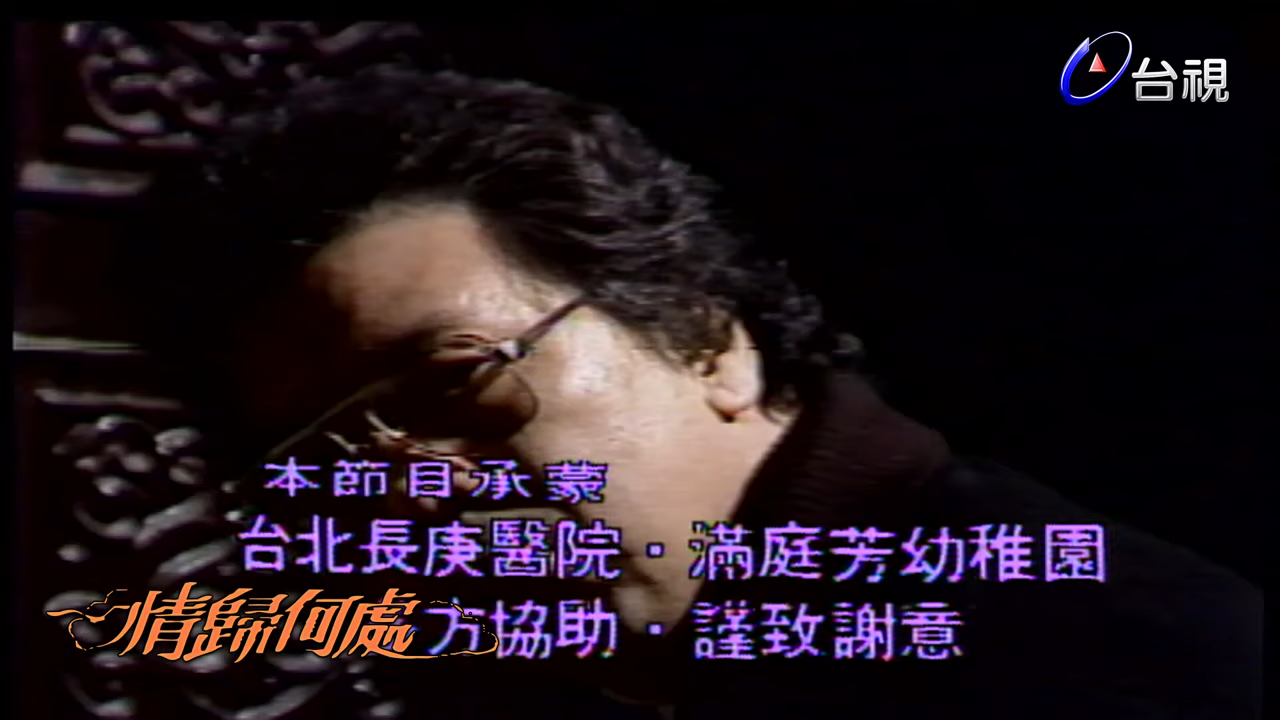 台視
本節目承蒙
台北長庚醫院·滿庭芳幼稚園
方協助·謹致謝意
情歸何處